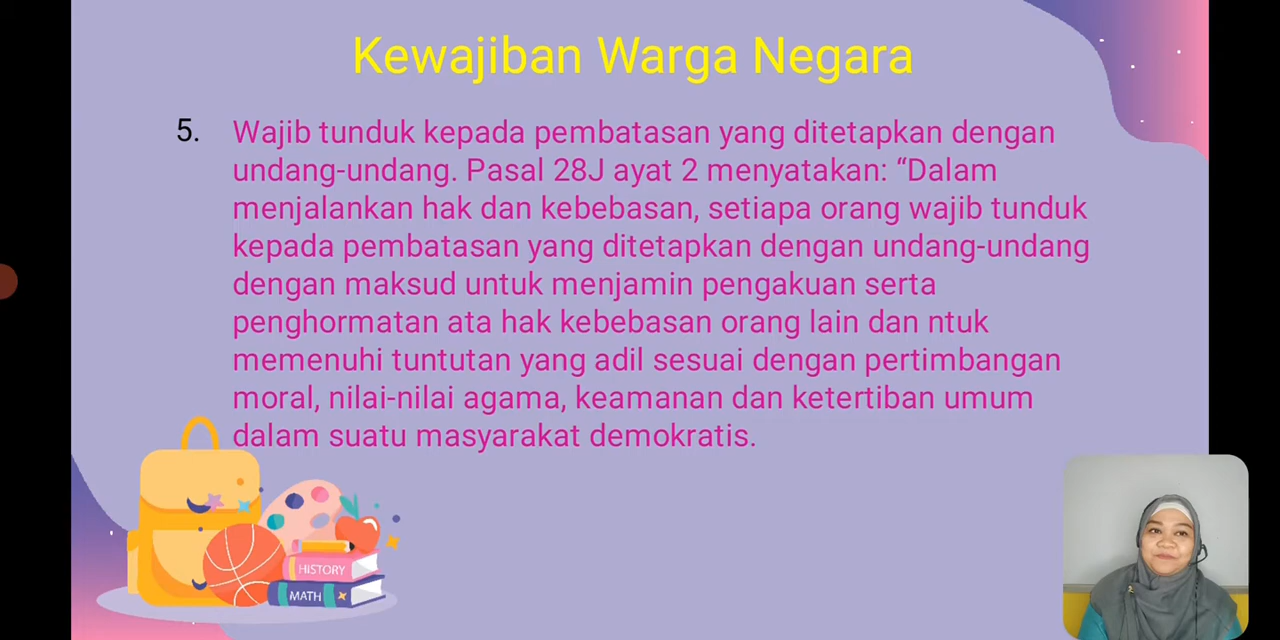 Kewajiban Warga Negara
5. Wajib tunduk kepada pembatasan yang ditetapkan dengan
undang-undang. Pasal 28J ayat 2 menyatakan: “Dalam
menjalankan hak dan kebebasan, setiapa orang wajib tunduk
kepada pembatasan yang ditetapkan dengan undang-undang
dengan maksud untuk menjamin pengakuan serta
penghormatan ata hak kebebasan orang lain dan ntuk
memenuhi tuntutan yang adil sesuai dengan pertimbangan
moral, nilai-nilai agama, keamanan dan ketertiban umum
dalam suatu masyarakat demokratis.
HISTORY
MATH